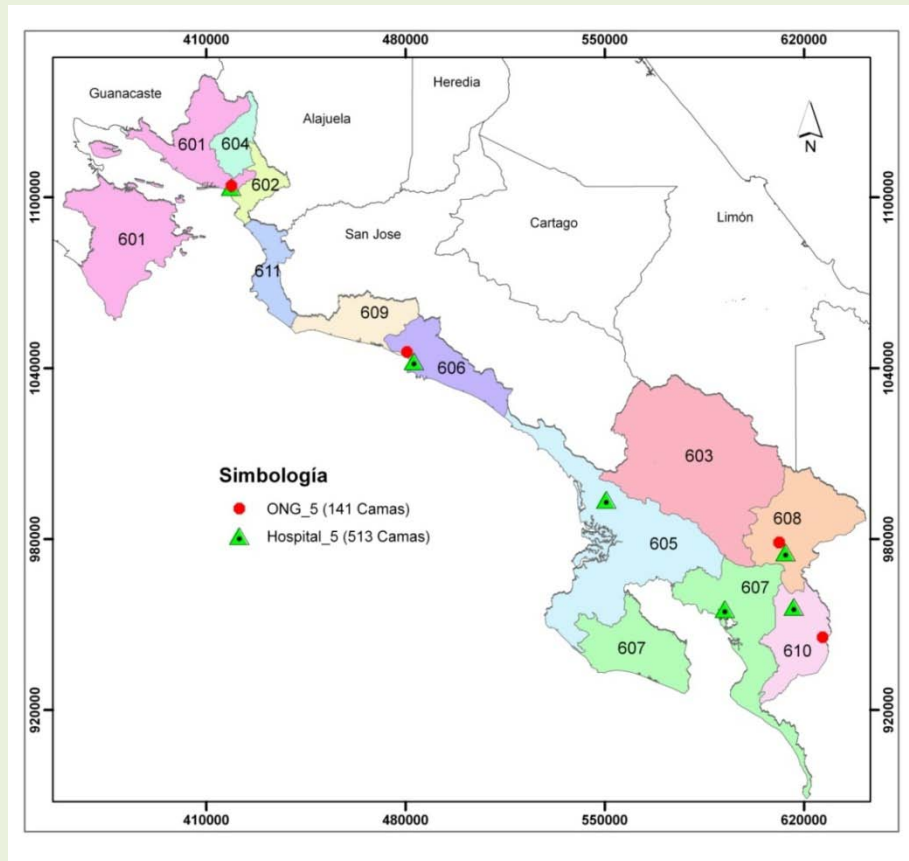 410000 480000 550000 620000
Heredia
Guanacaste
Alajuela
N
601 604
602
1100000 1100000
Limón
Cartago
San Jose
601
611
609
606
1040000 1040000
603
Simbología
ONG_5 (141 Camas)
Hospital_5 (513 Camas)
608
980000 980000
605
607
607
610
920000 920000
410000 480000 550000 620000